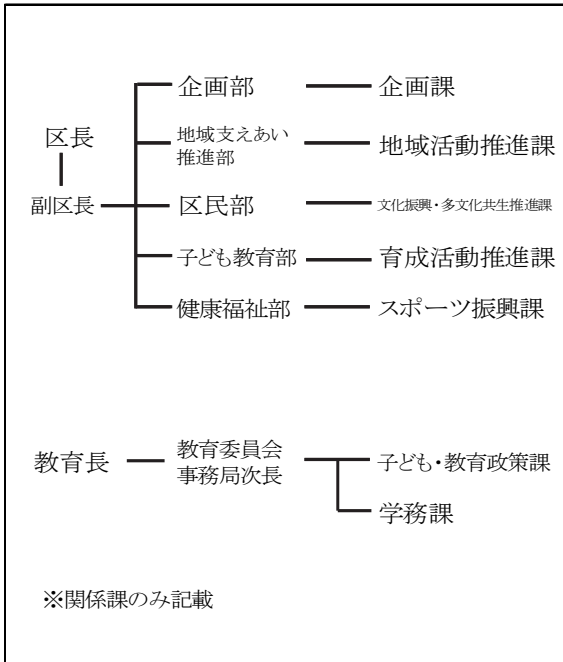 企画部 企画課
区長
地域支えあい
推進部
地域活動推進課
副区長 区民部 文化振興・多文化共生推進課
子ども教育部 育成活動推進課
健康福祉部 スポーツ振興課
教育長
教育委員会
事務局次長
子ども・教育政策課
学務課
※関係課のみ記載